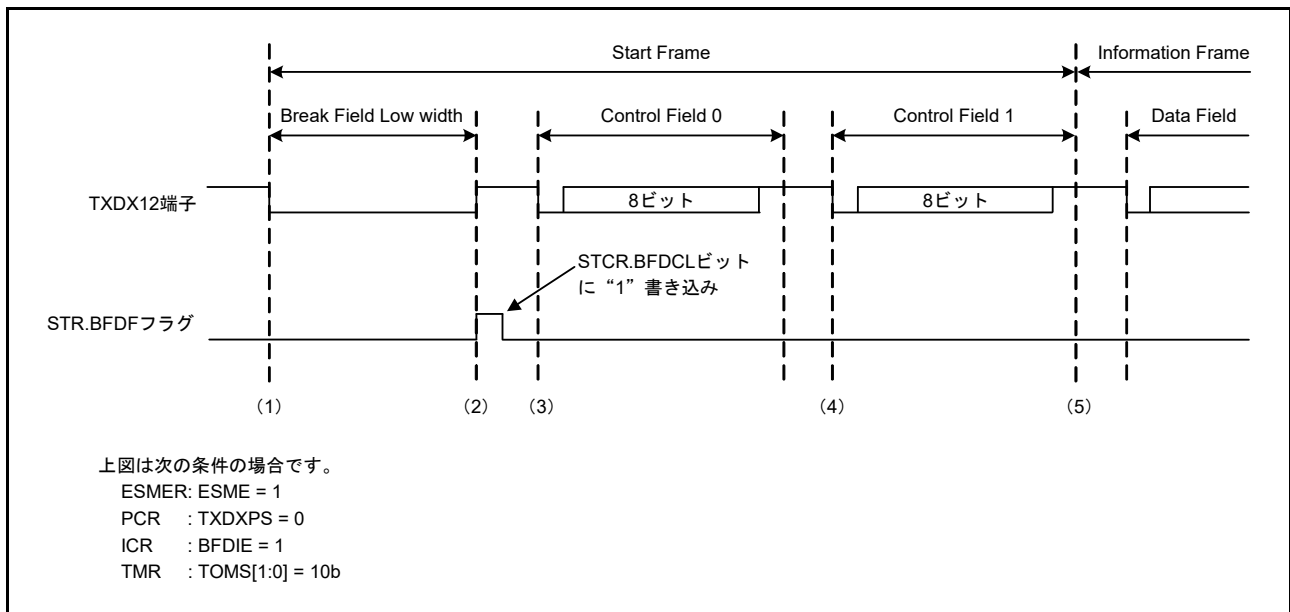 Start Frame
Information Frame
Break Field Low width
Control Field 0
Control Field 1
Data Field
TXDX12端子
8ビット
8ビット
STCR.BFDCLビット
に“1”書き込み
STR.BFDFフラグ
（1）
（2）
（3）
（4）
（5）
上図は次の条件の場合です。
ESMER: ESME = 1
PCR : TXDXPS = 0
ICR : BFDIE = 1
TMR : TOMS[1:0] = 10b